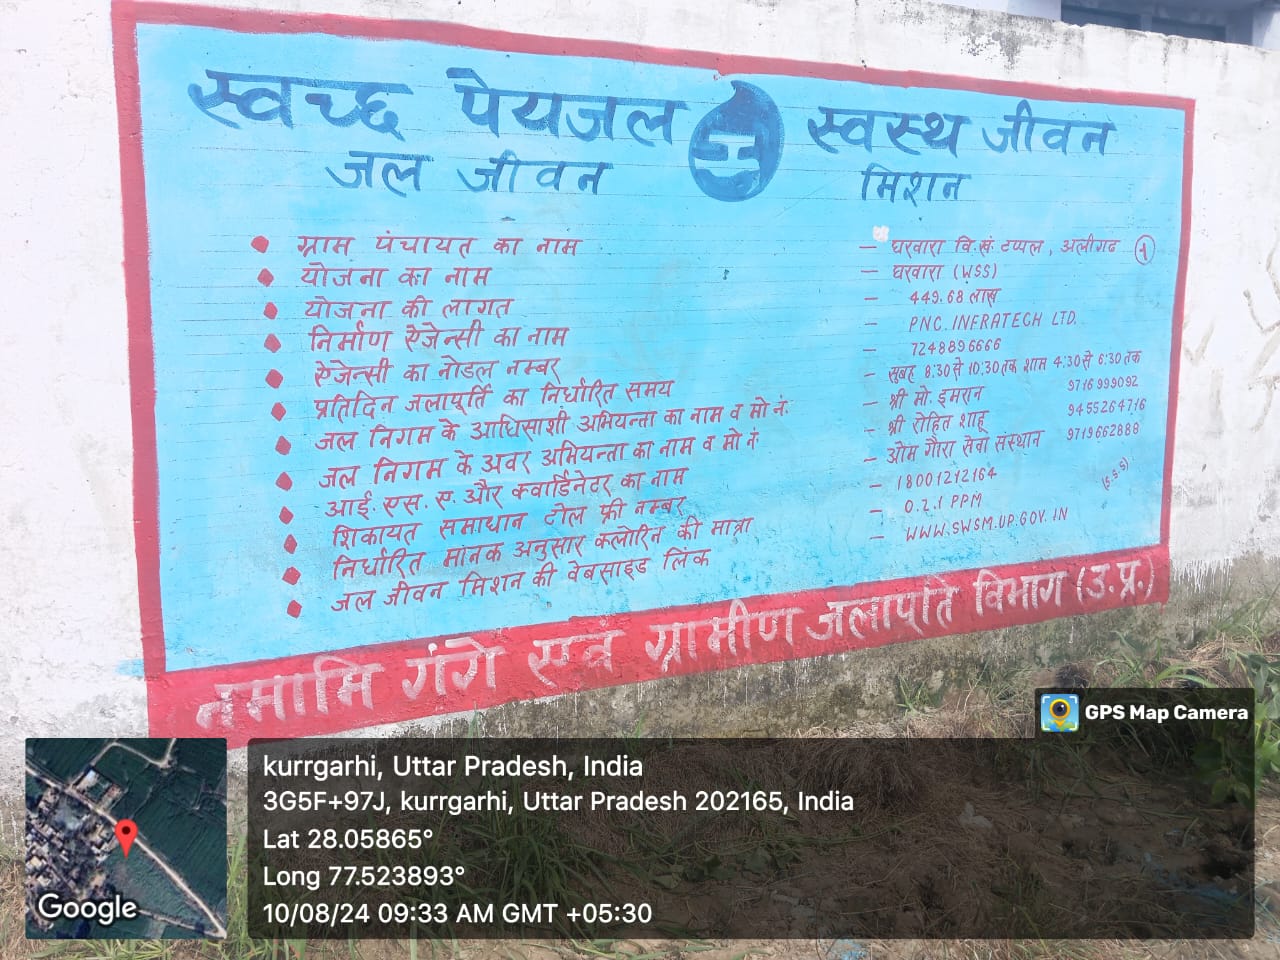 स्वच्छ पेयजल स्वस्थ जीवन
जल जीवन मिशन
ग्राम पंचायत का नाम – घरवारा वि.खं. टप्पल, अलीगढ (1)
योजना का नाम – घरवारा (WSS)
योजना की लागत – 449.68 लाख
निर्माण ऐजेन्सी का नाम – PNC. INFRATECH LTD.
ऐजेन्सी का नोडल नम्बर – 7248896666
प्रतिदिन जलापूर्ति का निर्धारित समय – सुबह 8:30 से 10:30 तक शाम 4:30 से 6:30 तक
जल निगम के आधिसाशी अभियन्ता का नाम व मो नं: – श्री मो. इमरान 9716999092
जल निगम के अवर अभियन्ता का नाम व मो नं: – श्री रोहित शाहू 9455264716
आई.एस.ए. और क्वार्डिनेटर का नाम – ओम गौरा सेवा संस्थान 9719662888
शिकायत समाधान टोल फ्री नम्बर – 18001212164 (S.S.S)
निर्धारित मानक अनुसार क्लोरिन की मात्रा – 0.2.1 PPM
जल जीवन मिशन की वेबसाइड लिंक – WWW.SWSM.UP.GOV.IN
नमामि गंगे एवं ग्रामीण जलापूर्ति विभाग (उ.प्र.)
GPS Map Camera
kurrgarhi, Uttar Pradesh, India
3G5F+97J, kurrgarhi, Uttar Pradesh 202165, India
Lat 28.05865°
Long 77.523893°
10/08/24 09:33 AM GMT +05:30
Google